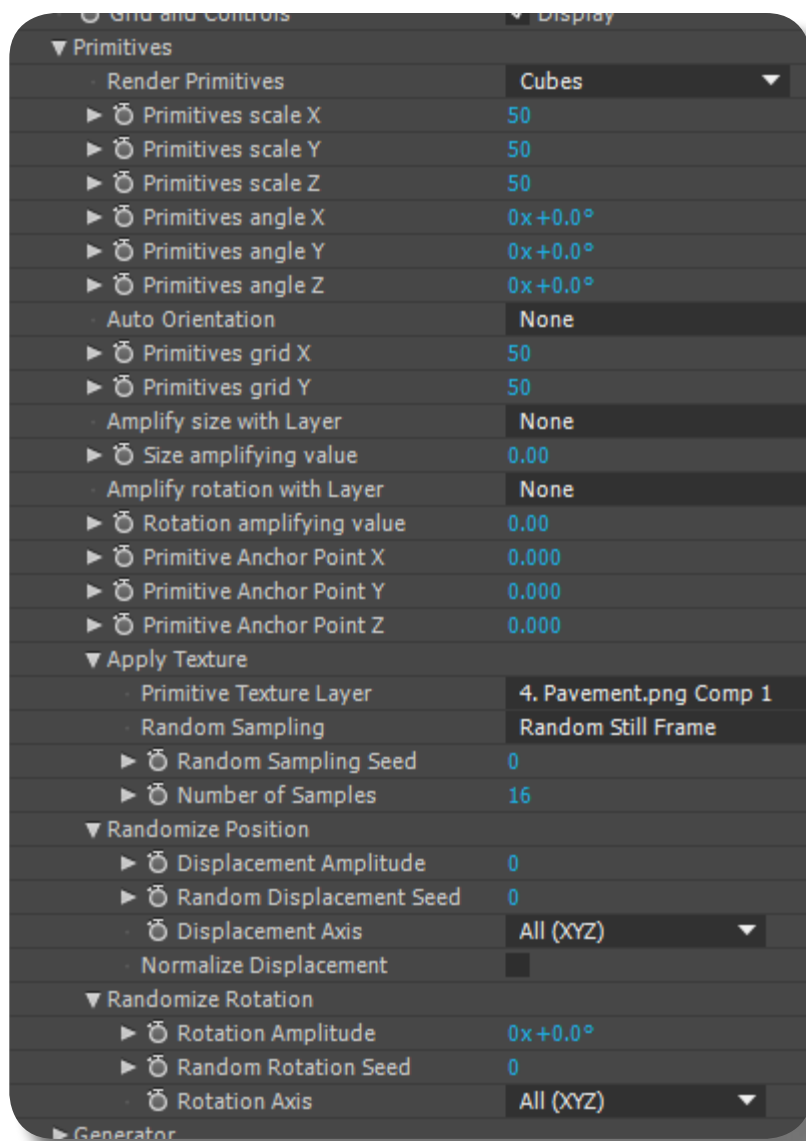 Grid and Controls Display
Primitives
Render Primitives Cubes
Primitives scale X 50
Primitives scale Y 50
Primitives scale Z 50
Primitives angle X 0x+0.0°
Primitives angle Y 0x+0.0°
Primitives angle Z 0x+0.0°
Auto Orientation None
Primitives grid X 50
Primitives grid Y 50
Amplify size with Layer None
Size amplifying value 0.00
Amplify rotation with Layer None
Rotation amplifying value 0.00
Primitive Anchor Point X 0.000
Primitive Anchor Point Y 0.000
Primitive Anchor Point Z 0.000
Apply Texture
Primitive Texture Layer 4. Pavement.png Comp 1
Random Sampling Random Still Frame
Random Sampling Seed 0
Number of Samples 16
Randomize Position
Displacement Amplitude 0
Random Displacement Seed 0
Displacement Axis All (XYZ)
Normalize Displacement
Randomize Rotation
Rotation Amplitude 0x+0.0°
Random Rotation Seed 0
Rotation Axis All (XYZ)
Generator